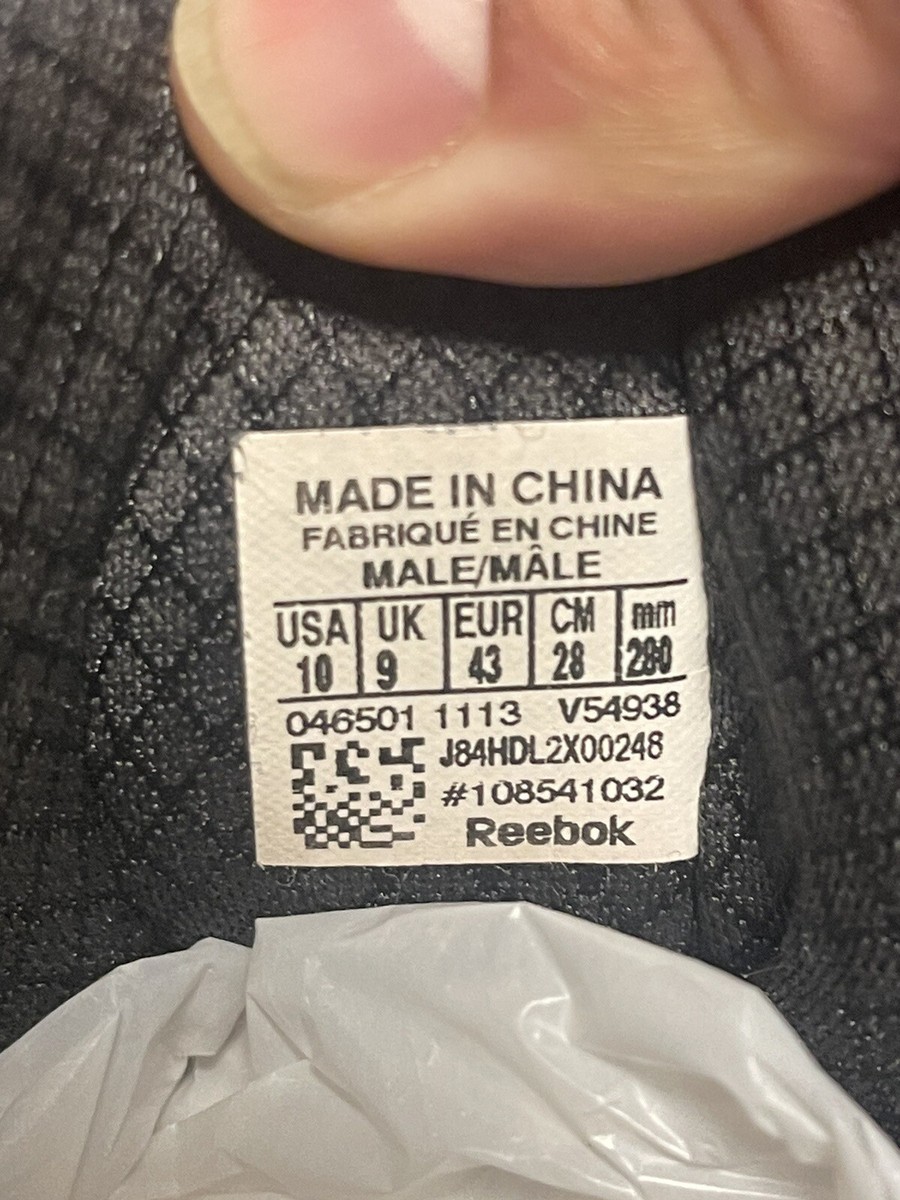 MADE IN CHINA
FABRIQUÉ EN CHINE
MALE/MÂLE
USA UK EUR CM mm
10 9 43 28 280
046501 1113 V54938
J84HDL2X00248
#108541032
Reebok